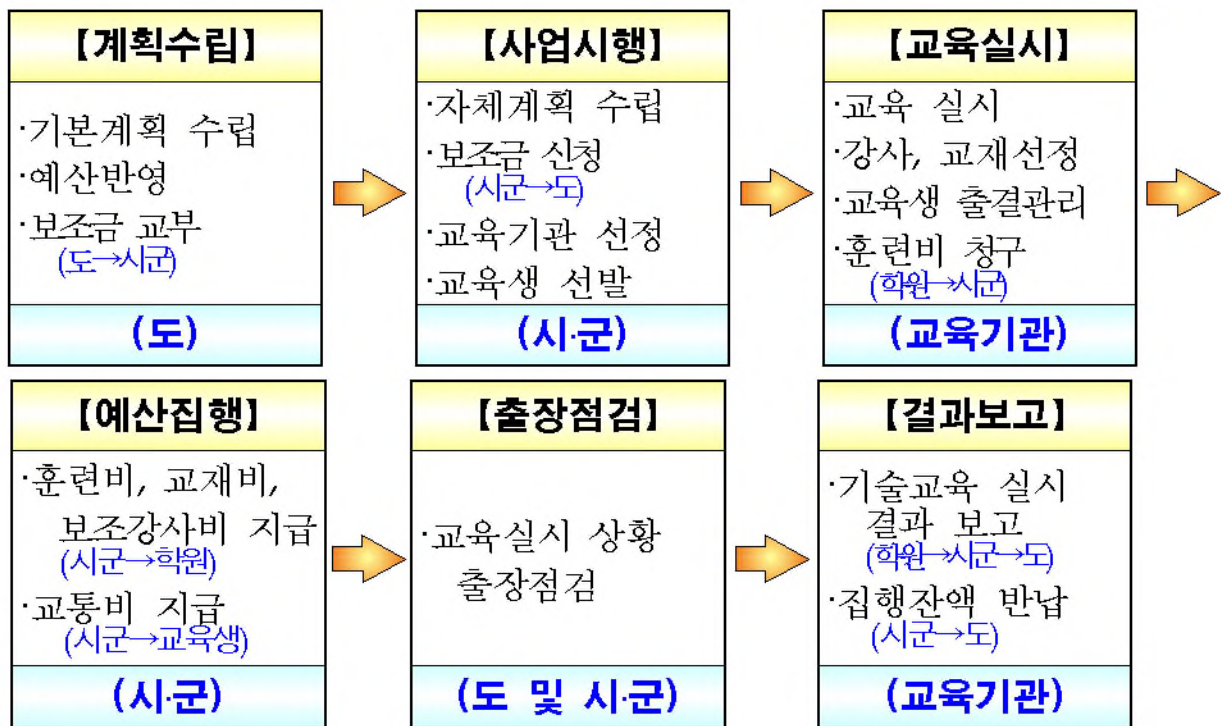 【계획수립】
·기본계획 수립
·예산반영
·보조금 교부
(도→시군)
(도)
【사업시행】
·자체계획 수립
·보조금 신청
(시군→도)
·교육기관 선정
·교육생 선발
(시·군)
【교육실시】
·교육 실시
·강사, 교재선정
·교육생 출결관리
·훈련비 청구
(학원→시군)
(교육기관)
【예산집행】
·훈련비, 교재비,
보조강사비 지급
(시군→학원)
·교통비 지급
(시군→교육생)
(시·군)
【출장점검】
·교육실시 상황
출장점검
(도 및 시·군)
【결과보고】
·기술교육 실시
결과 보고
(학원→시군→도)
·집행잔액 반납
(시군→도)
(교육기관)